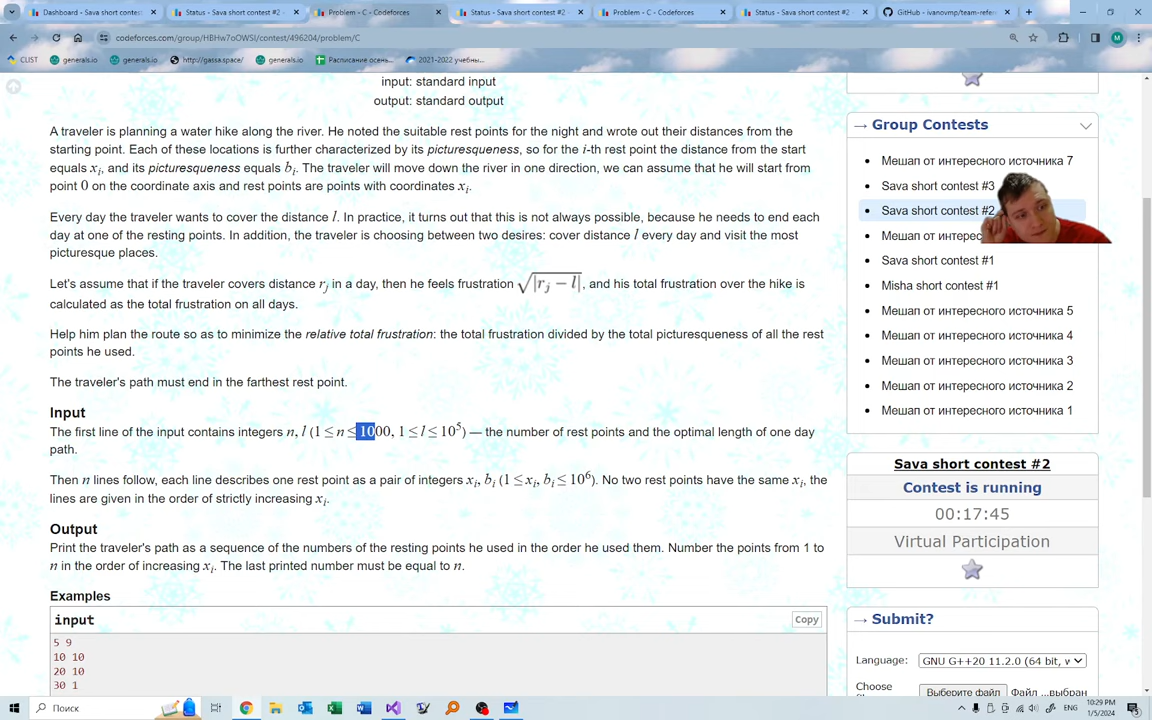 Dashboard - Sava short contest #
Status - Sava short contest #2 -
Problem - C - Codeforces
Status - Sava short contest #2 -
Problem - C - Codeforces
Status - Sava short contest #2 -
GitHub - ivanovmp/team-refe
codeforces.com/group/HBHw7oOWSl/contest/496204/problem/C
CLIST
generals.io
generals.io
http://gassa.space/
generals.io
Расписание осень...
2021-2022 учебны...
input: standard input
output: standard output
A traveler is planning a water hike along the river. He noted the suitable rest points for the night and wrote out their distances from the
starting point. Each of these locations is further characterized by its picturesqueness, so for the i-th rest point the distance from the start
equals xi, and its picturesqueness equals bi. The traveler will move down the river in one direction, we can assume that he will start from
point 0 on the coordinate axis and rest points are points with coordinates xi.
Every day the traveler wants to cover the distance l. In practice, it turns out that this is not always possible, because he needs to end each
day at one of the resting points. In addition, the traveler is choosing between two desires: cover distance l every day and visit the most
picturesque places.
Let's assume that if the traveler covers distance rj in a day, then he feels frustration √|rj − l|, and his total frustration over the hike is
calculated as the total frustration on all days.
Help him plan the route so as to minimize the relative total frustration: the total frustration divided by the total picturesqueness of all the rest
points he used.
The traveler's path must end in the farthest rest point.
Input
The first line of the input contains integers n, l (1 ≤ n ≤ 1000, 1 ≤ l ≤ 10^5) — the number of rest points and the optimal length of one day
path.
Then n lines follow, each line describes one rest point as a pair of integers xi, bi (1 ≤ xi, bi ≤ 10^6). No two rest points have the same xi, the
lines are given in the order of strictly increasing xi.
Output
Print the traveler's path as a sequence of the numbers of the resting points he used in the order he used them. Number the points from 1 to
n in the order of increasing xi. The last printed number must be equal to n.
Examples
input
Copy
5 9
10 10
20 10
30 1
→ Group Contests
Мешап от интересного источника 7
Sava short contest #3
Sava short contest #2
Мешап от интерес
Sava short contest #1
Misha short contest #1
Мешап от интересного источника 5
Мешап от интересного источника 4
Мешап от интересного источника 3
Мешап от интересного источника 2
Мешап от интересного источника 1
Sava short contest #2
Contest is running
00:17:45
Virtual Participation
→ Submit?
Language:
GNU G++20 11.2.0 (64 bit, w
Choose
file:
Выберите файл
Файл ...выбран
Поиск
ENG
10:29 PM
1/5/2024
M